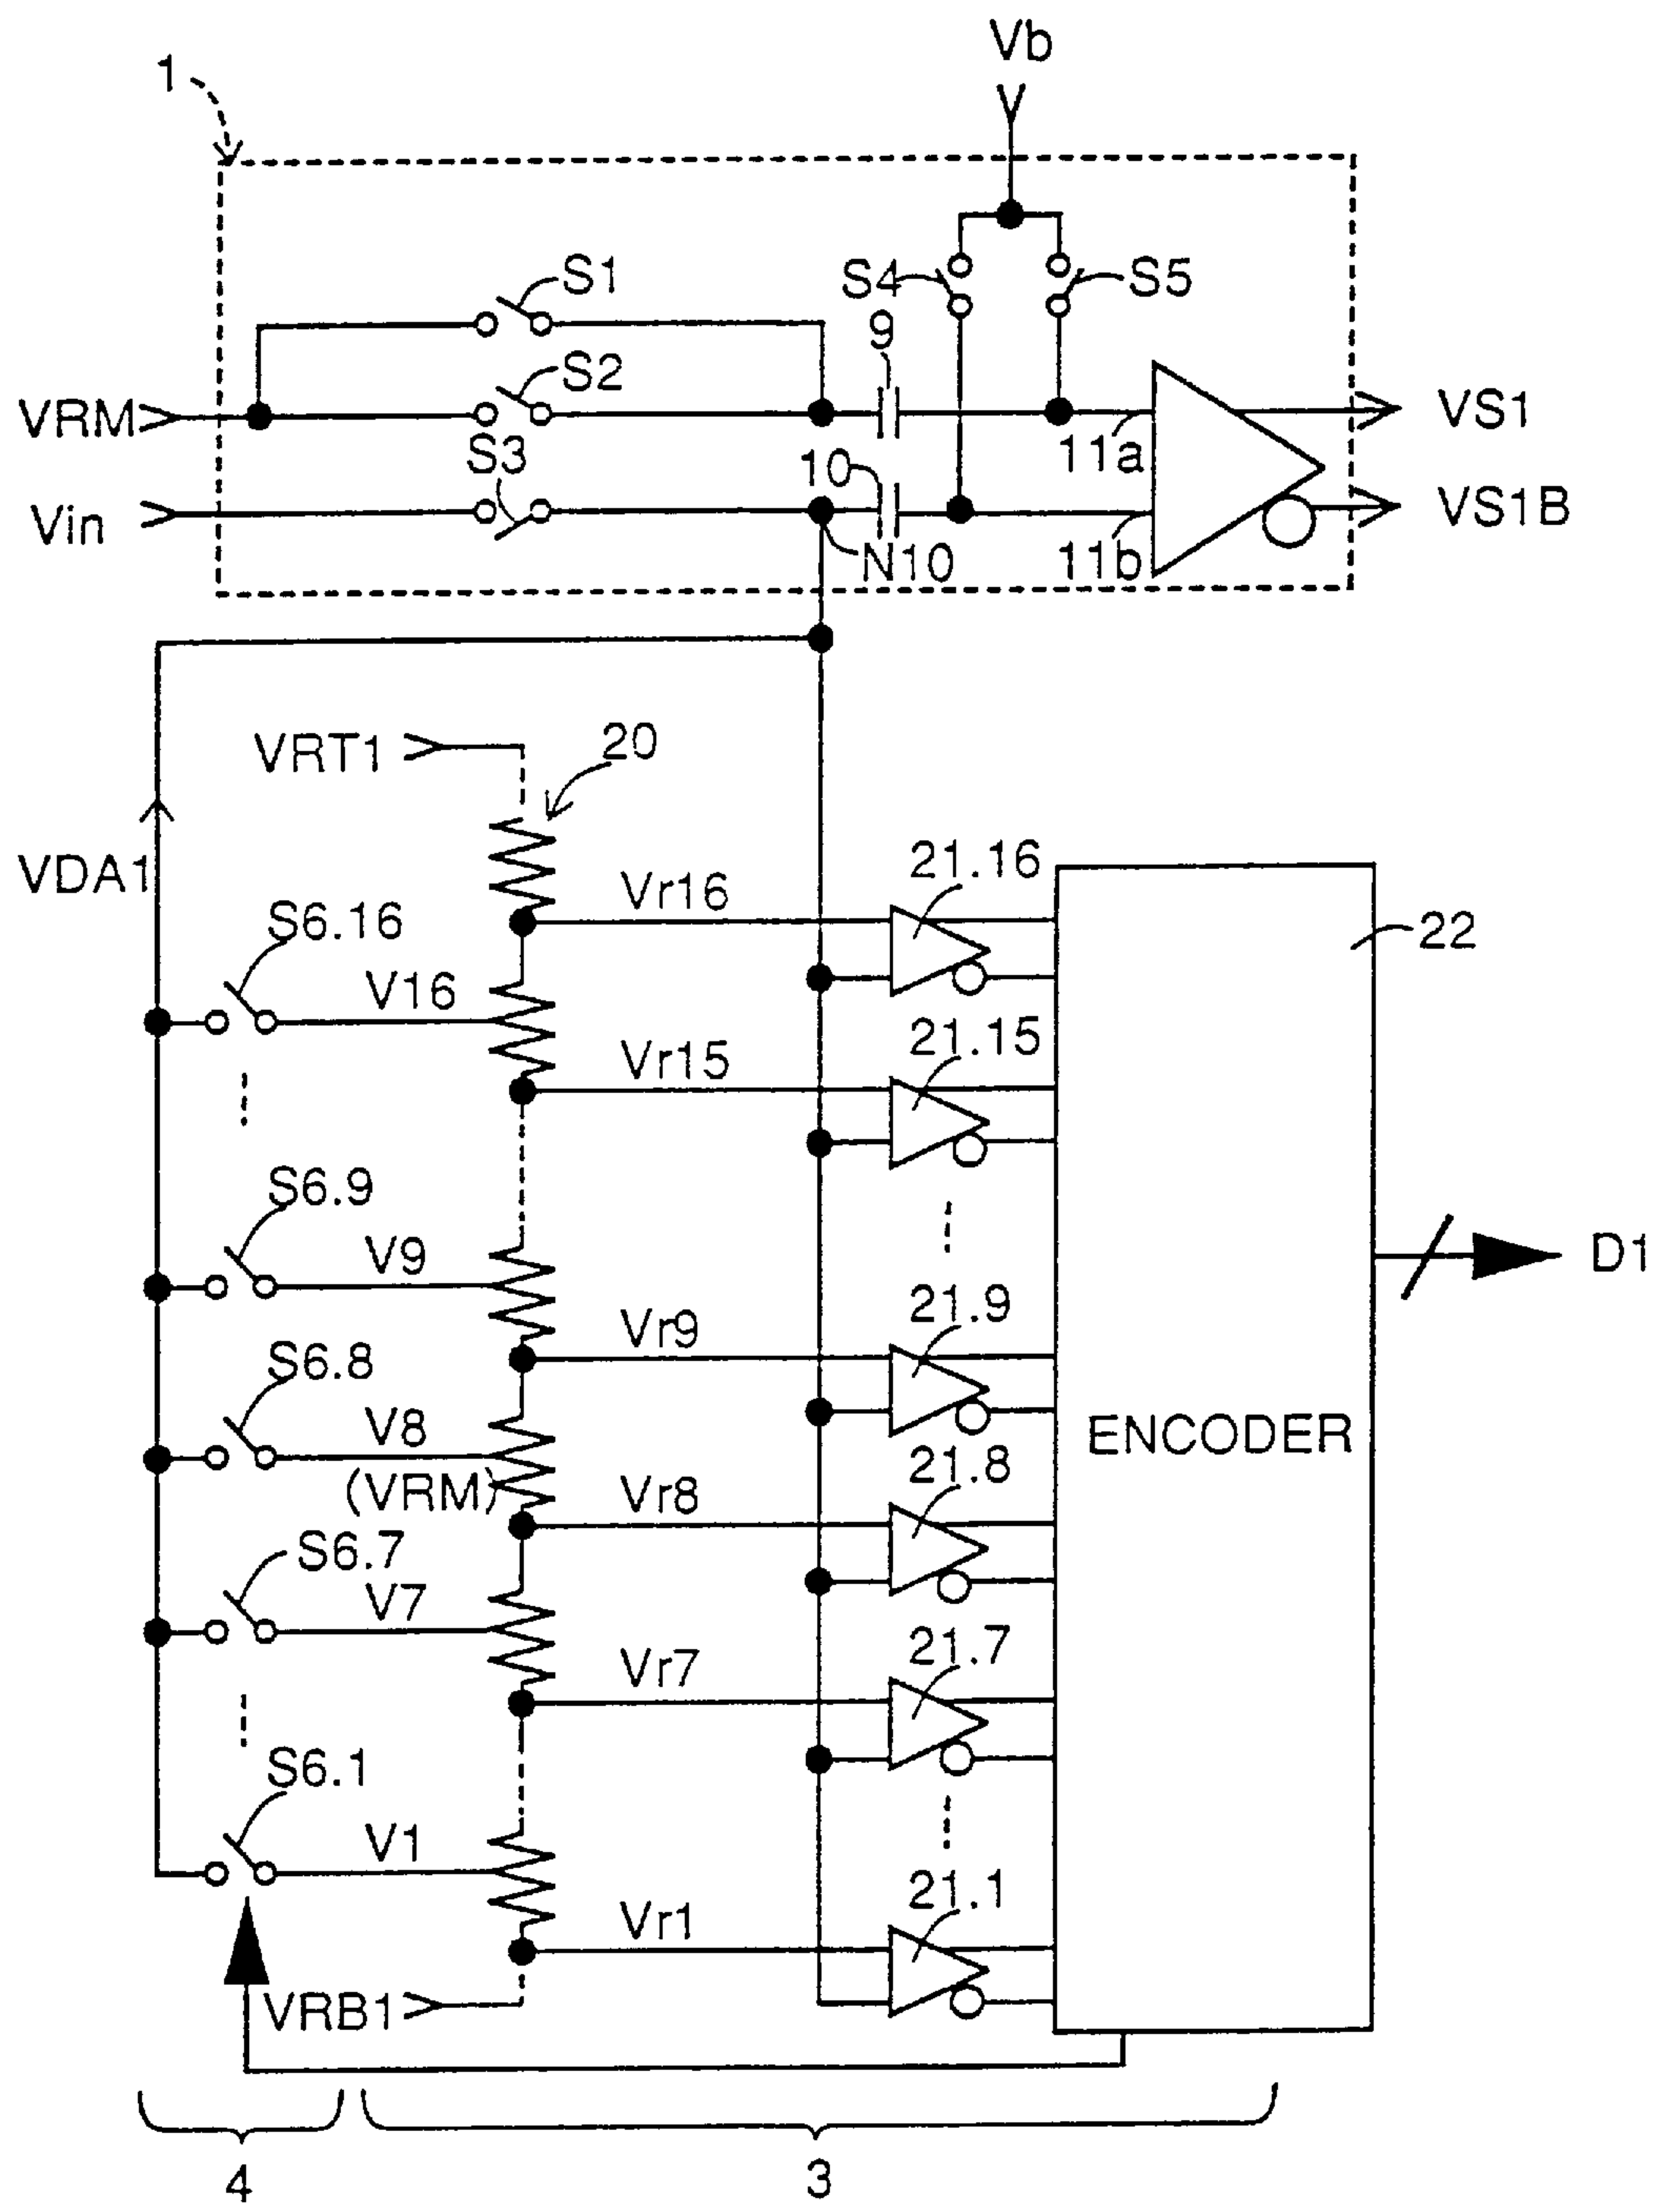 Vb
1
S1
S4
S5
9
S2
VRM
VS1
S3
10
11a
Vin
VS1B
N10
11b
VRT1
20
VDA1
21.16
Vr16
S6.16
22
V16
21.15
Vr15
S6.9
V9
D1
21.9
Vr9
S6.8
V8
ENCODER
(VRM)
21.8
Vr8
S6.7
V7
21.7
Vr7
S6.1
V1
21.1
Vr1
VRB1
4
3